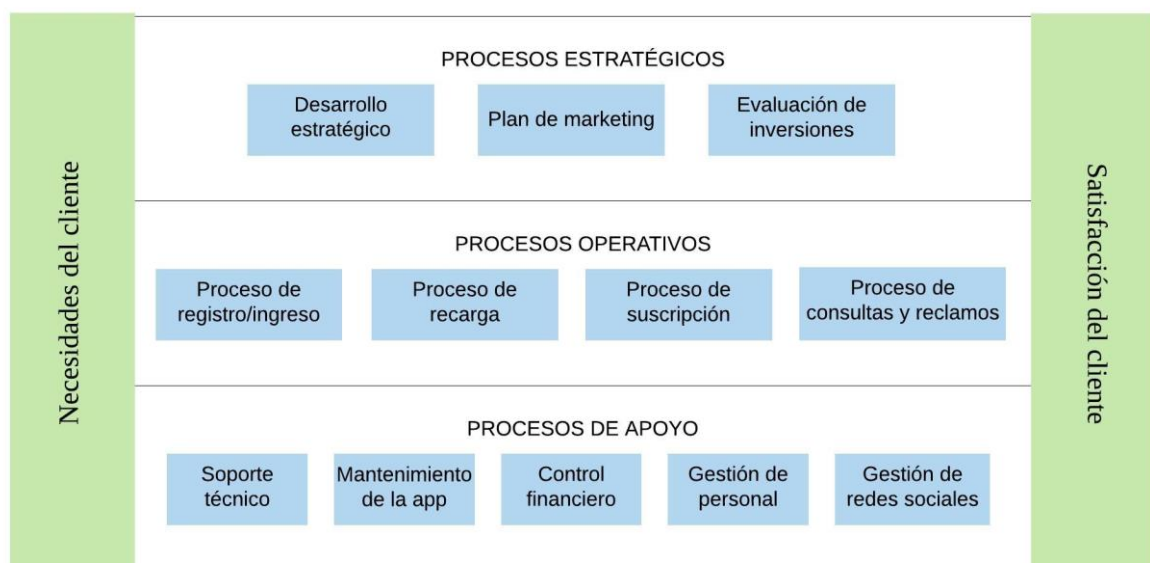 Necesidades del cliente
PROCESOS ESTRATÉGICOS
Desarrollo
estratégico
Plan de marketing
Evaluación de
inversiones
PROCESOS OPERATIVOS
Proceso de
registro/ingreso
Proceso de
recarga
Proceso de
suscripción
Proceso de
consultas y reclamos
PROCESOS DE APOYO
Soporte
técnico
Mantenimiento
de la app
Control
financiero
Gestión de
personal
Gestión de
redes sociales
Satisfacción del cliente